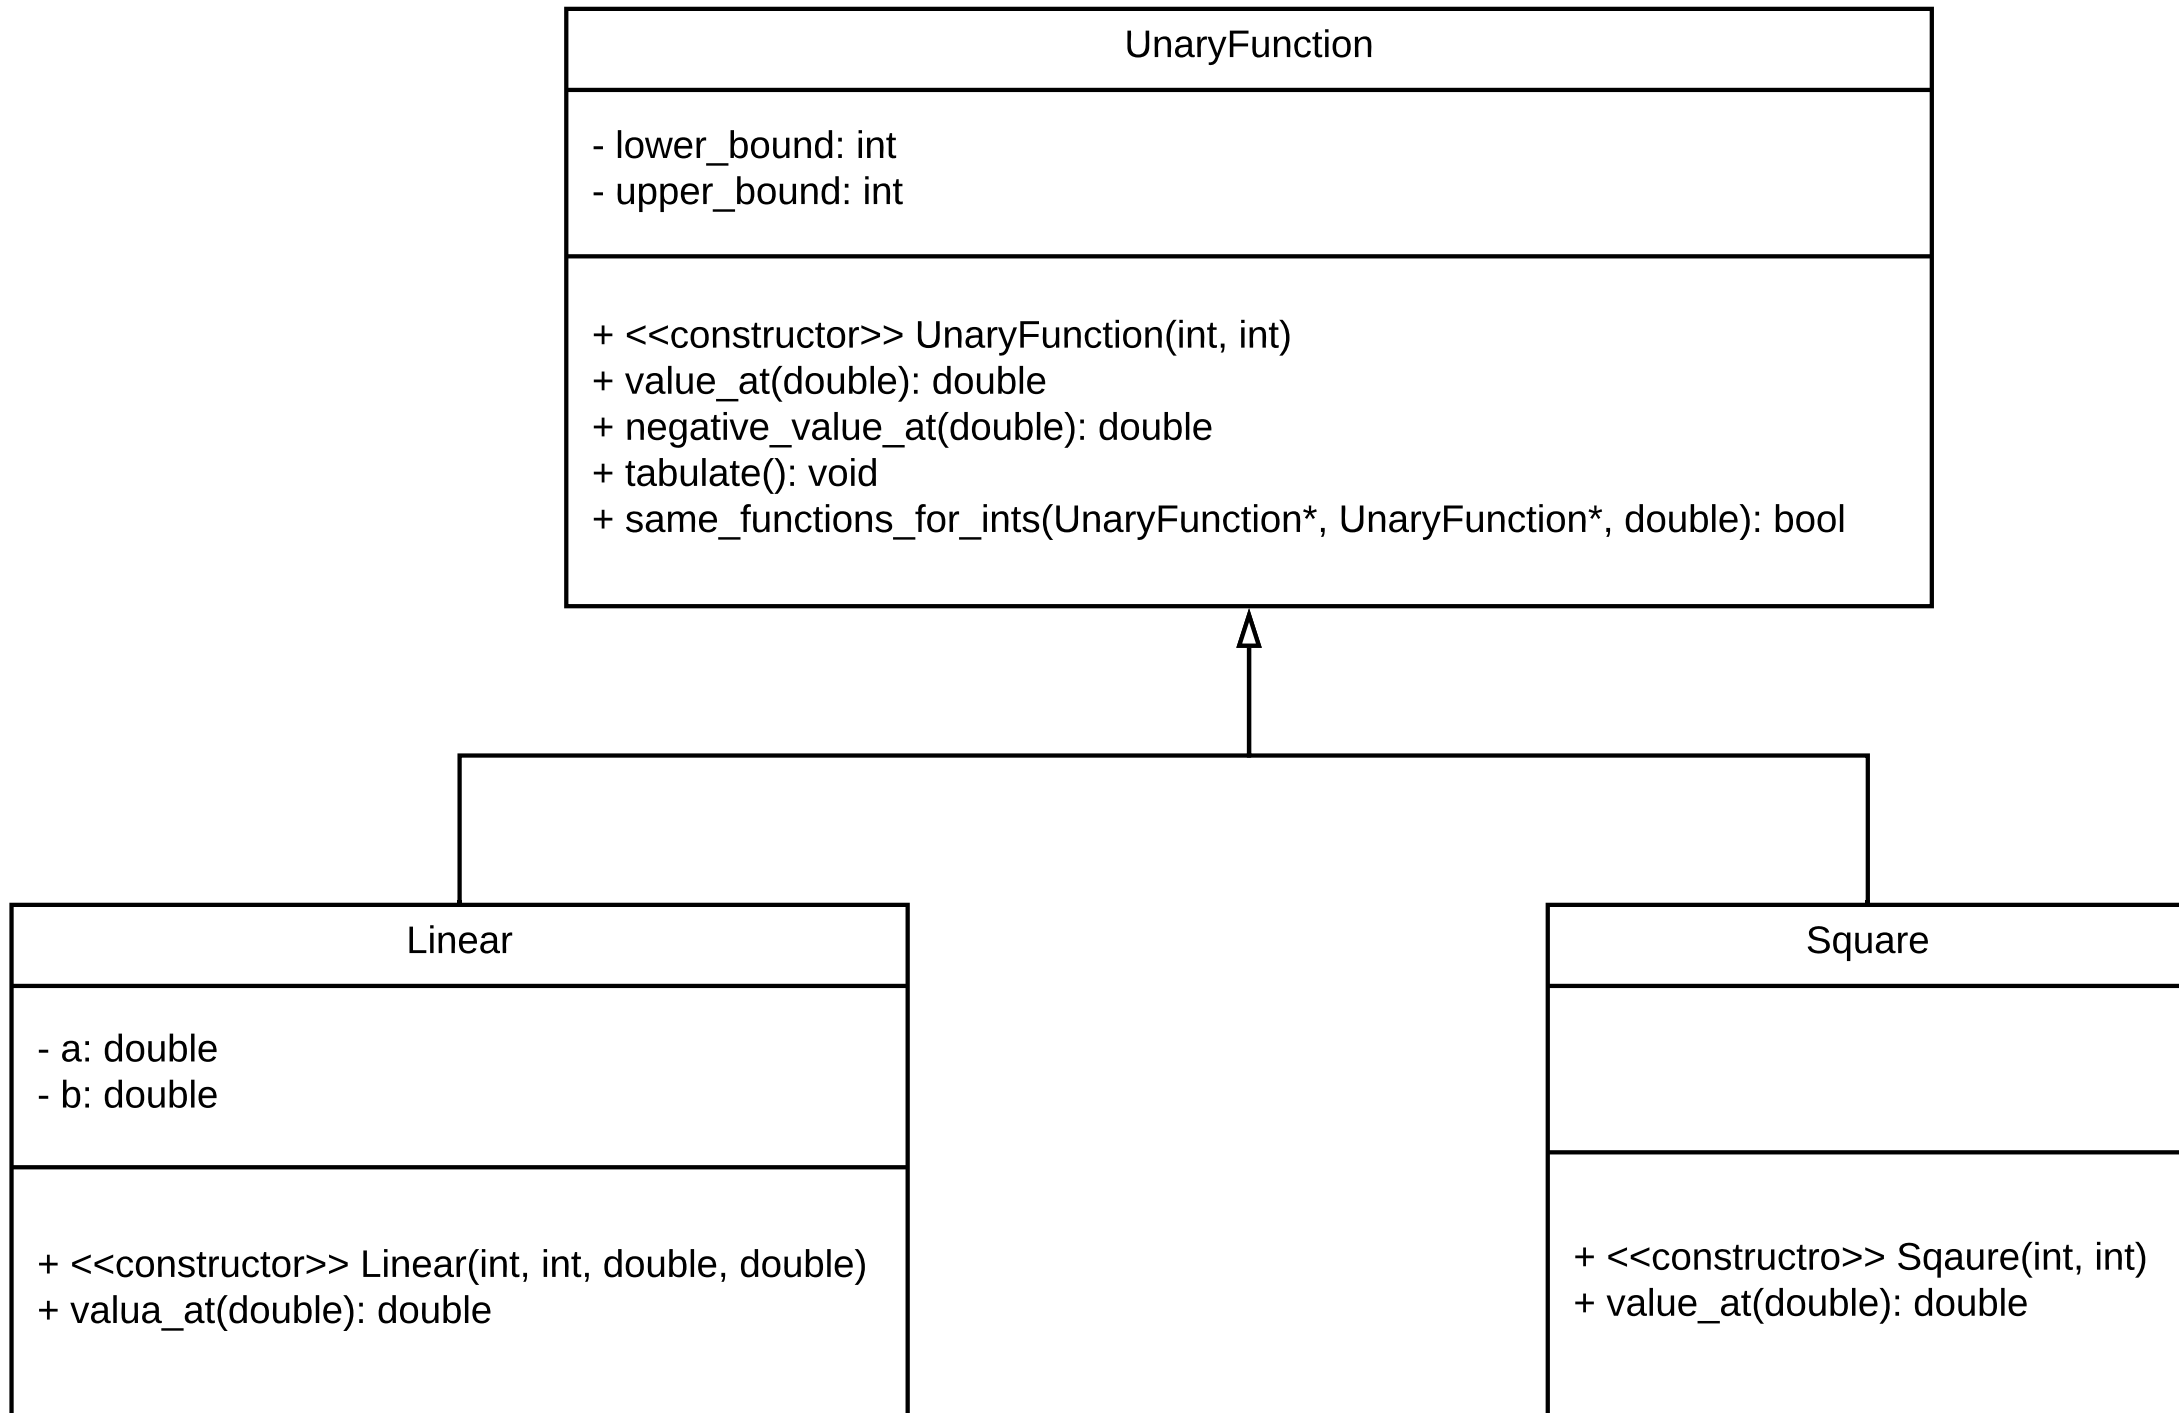 UnaryFunction
- lower_bound: int
- upper_bound: int
+ <<constructor>> UnaryFunction(int, int)
+ value_at(double): double
+ negative_value_at(double): double
+ tabulate(): void
+ same_functions_for_ints(UnaryFunction*, UnaryFunction*, double): bool
Linear
- a: double
- b: double
+ <<constructor>> Linear(int, int, double, double)
+ valua_at(double): double
Square
+ <<constructro>> Sqaure(int, int)
+ value_at(double): double